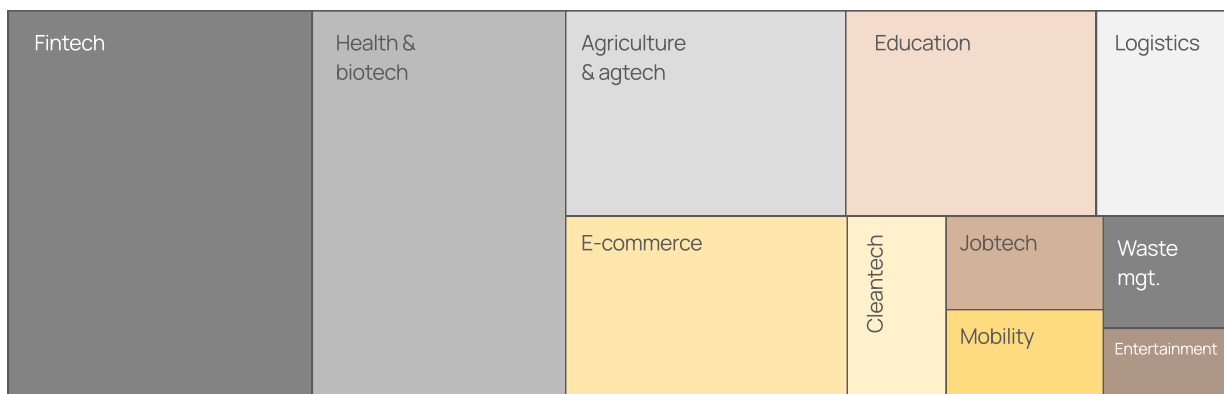 Fintech
Health &
biotech
Agriculture
& agtech
Education
Logistics
E-commerce
Cleantech
Jobtech
Mobility
Waste
mgt.
Entertainment